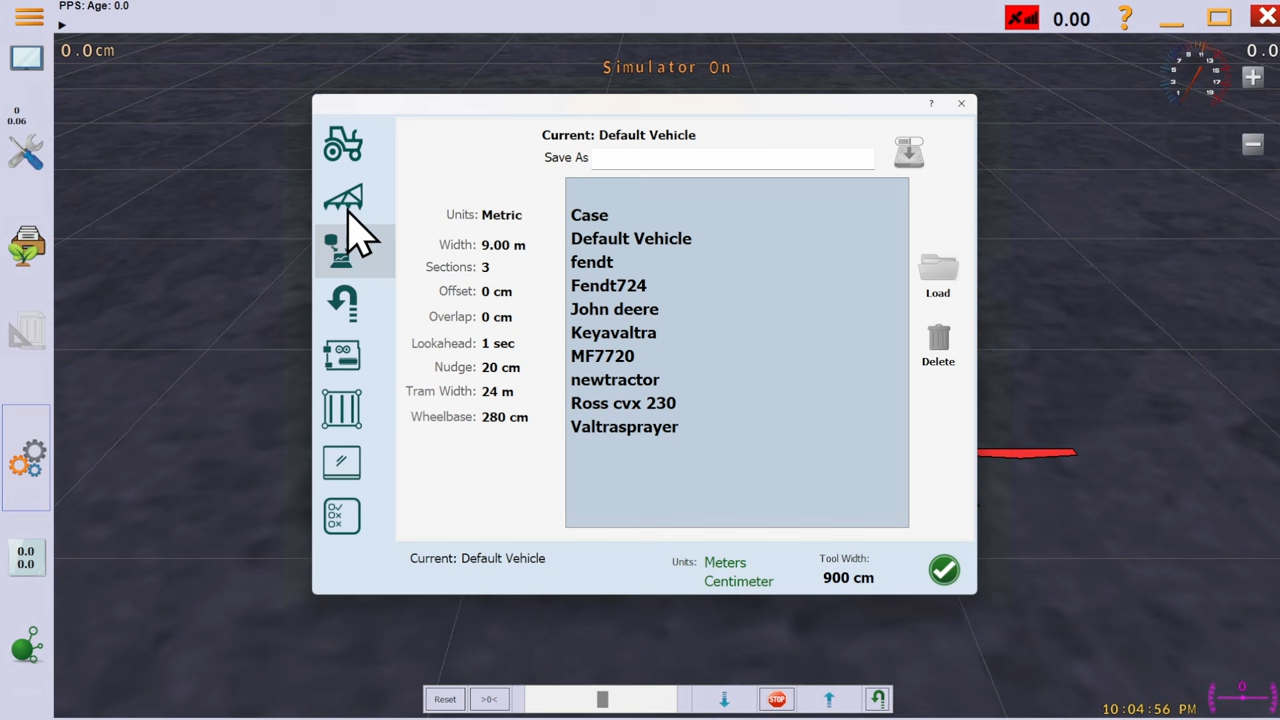 PPS: Age: 0.0
0.00
?
0.0cm
Simulator On
0.0
0
0.06
? ×
Current: Default Vehicle
Save As
Units: Metric
Width: 9.00 m
Sections: 3
Offset: 0 cm
Overlap: 0 cm
Lookahead: 1 sec
Nudge: 20 cm
Tram Width: 24 m
Wheelbase: 280 cm
Case
Default Vehicle
fendt
Fendt724
John deere
Keyavaltra
MF7720
newtractor
Ross cvx 230
Valtrasprayer
Load
Delete
Current: Default Vehicle
Units: Meters
Centimeter
Tool Width:
900 cm
0.0
0.0
Reset
>0<
STOP
0
10:04:56 PM